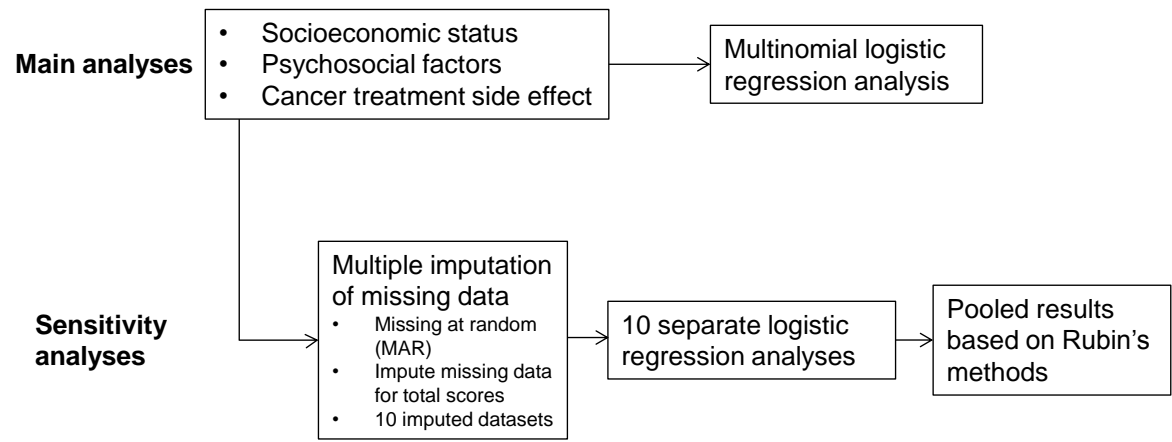 Main analyses
• Socioeconomic status
• Psychosocial factors
• Cancer treatment side effect
Multinomial logistic
regression analysis
Sensitivity
analyses
Multiple imputation
of missing data
• Missing at random
(MAR)
• Impute missing data
for total scores
• 10 imputed datasets
10 separate logistic
regression analyses
Pooled results
based on Rubin’s
methods